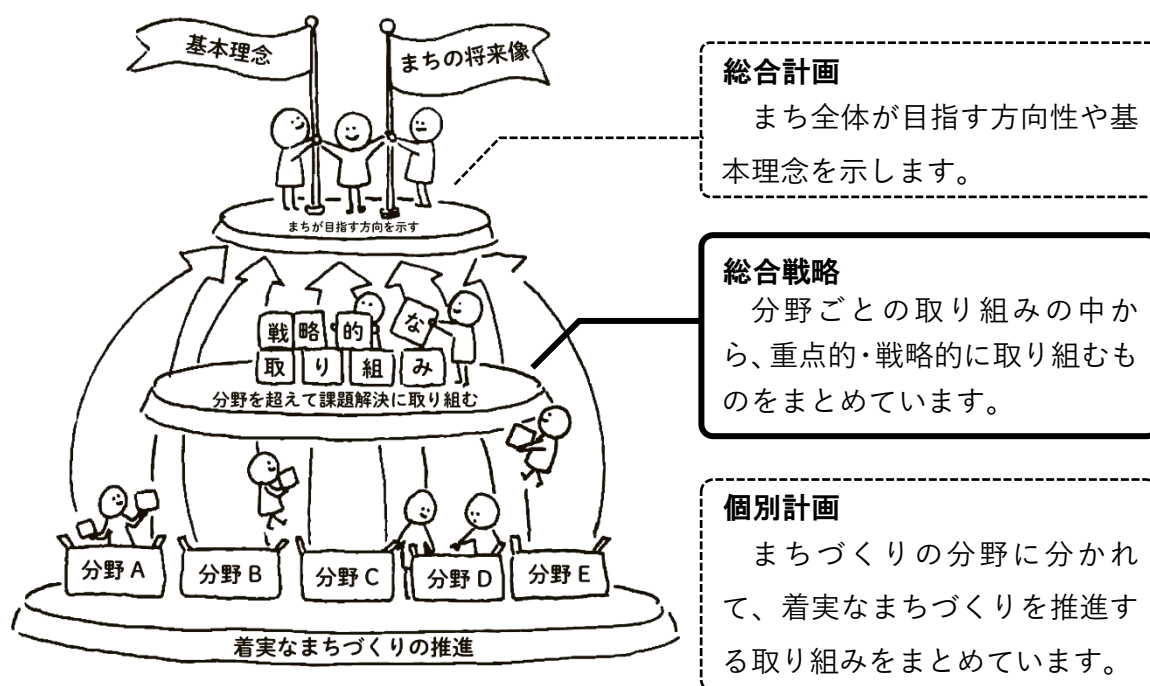 基本理念
まちの将来像
まちが目指す方向を示す
戦略的な
取り組み
分野を超えて課題解決に取り組む
分野A
分野B
分野C
分野D
分野E
着実なまちづくりの推進
総合計画
まち全体が目指す方向性や基
本理念を示します。
総合戦略
分野ごとの取り組みの中か
ら、重点的・戦略的に取り組むも
のをまとめています。
個別計画
まちづくりの分野に分かれ
て、着実なまちづくりを推進す
る取り組みをまとめています。